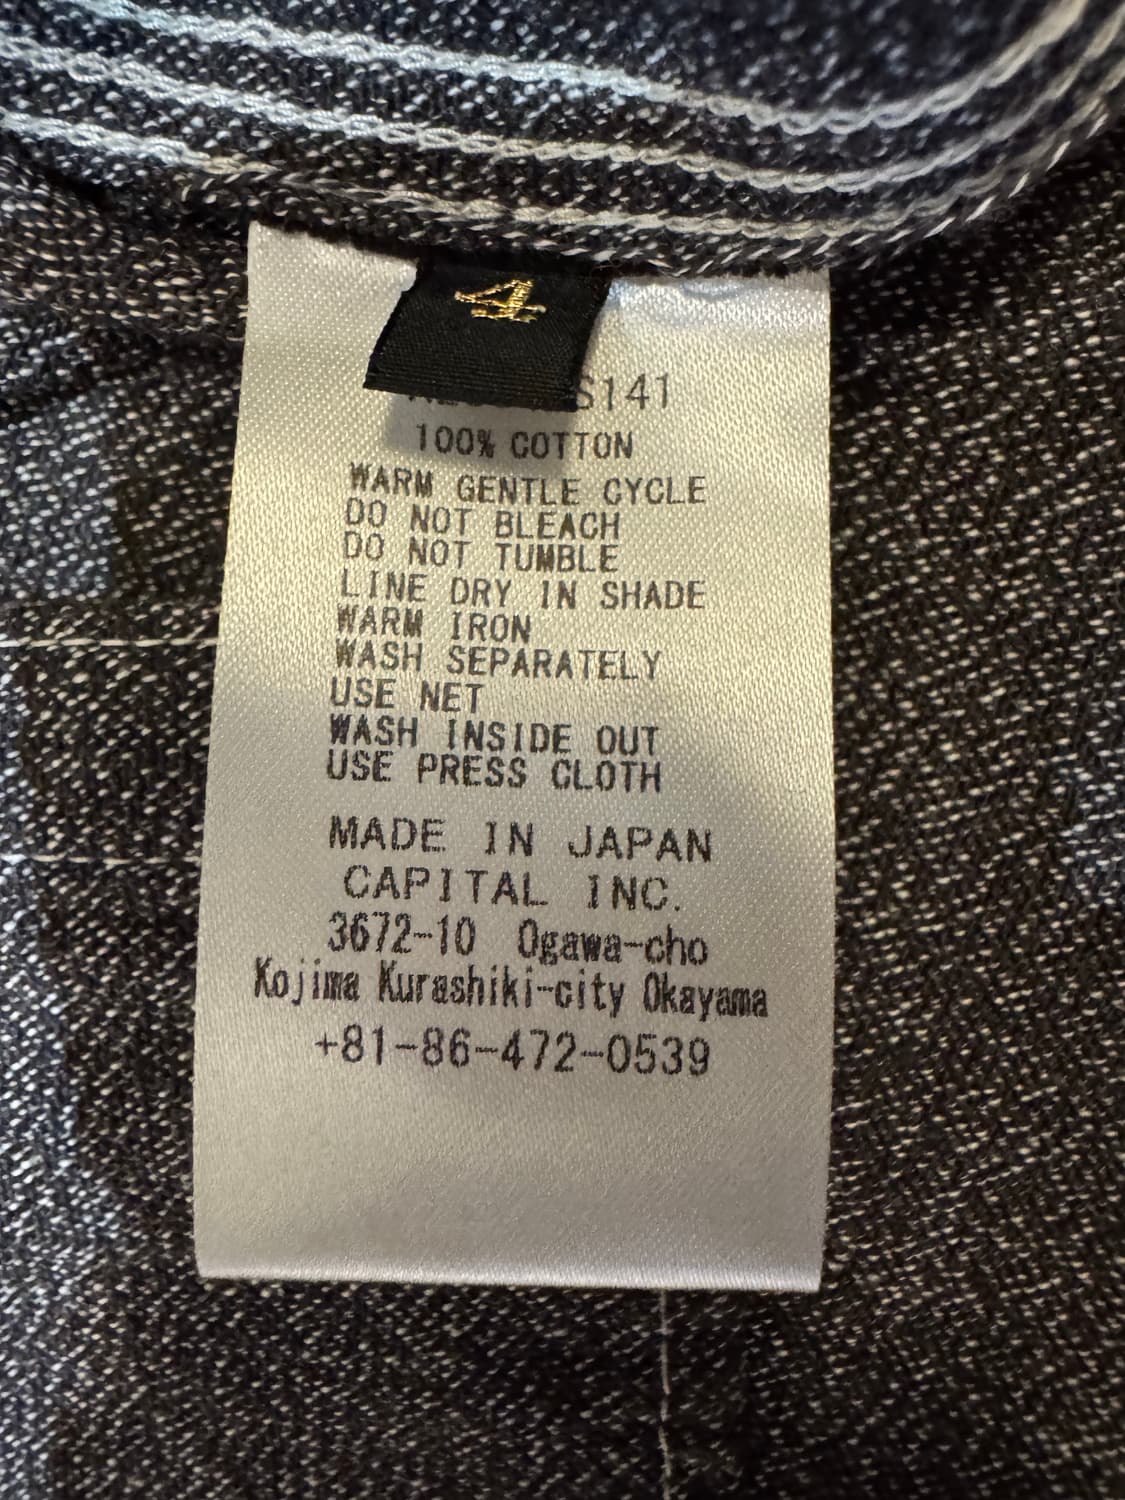 4
S141
100% COTTON
WARM GENTLE CYCLE
DO NOT BLEACH
DO NOT TUMBLE
LINE DRY IN SHADE
WARM IRON
WASH SEPARATELY
USE NET
WASH INSIDE OUT
USE PRESS CLOTH
MADE IN JAPAN
CAPITAL INC.
3672-10 Ogawa-cho
Kojima Kurashiki-city Okayama
+81-86-472-0539